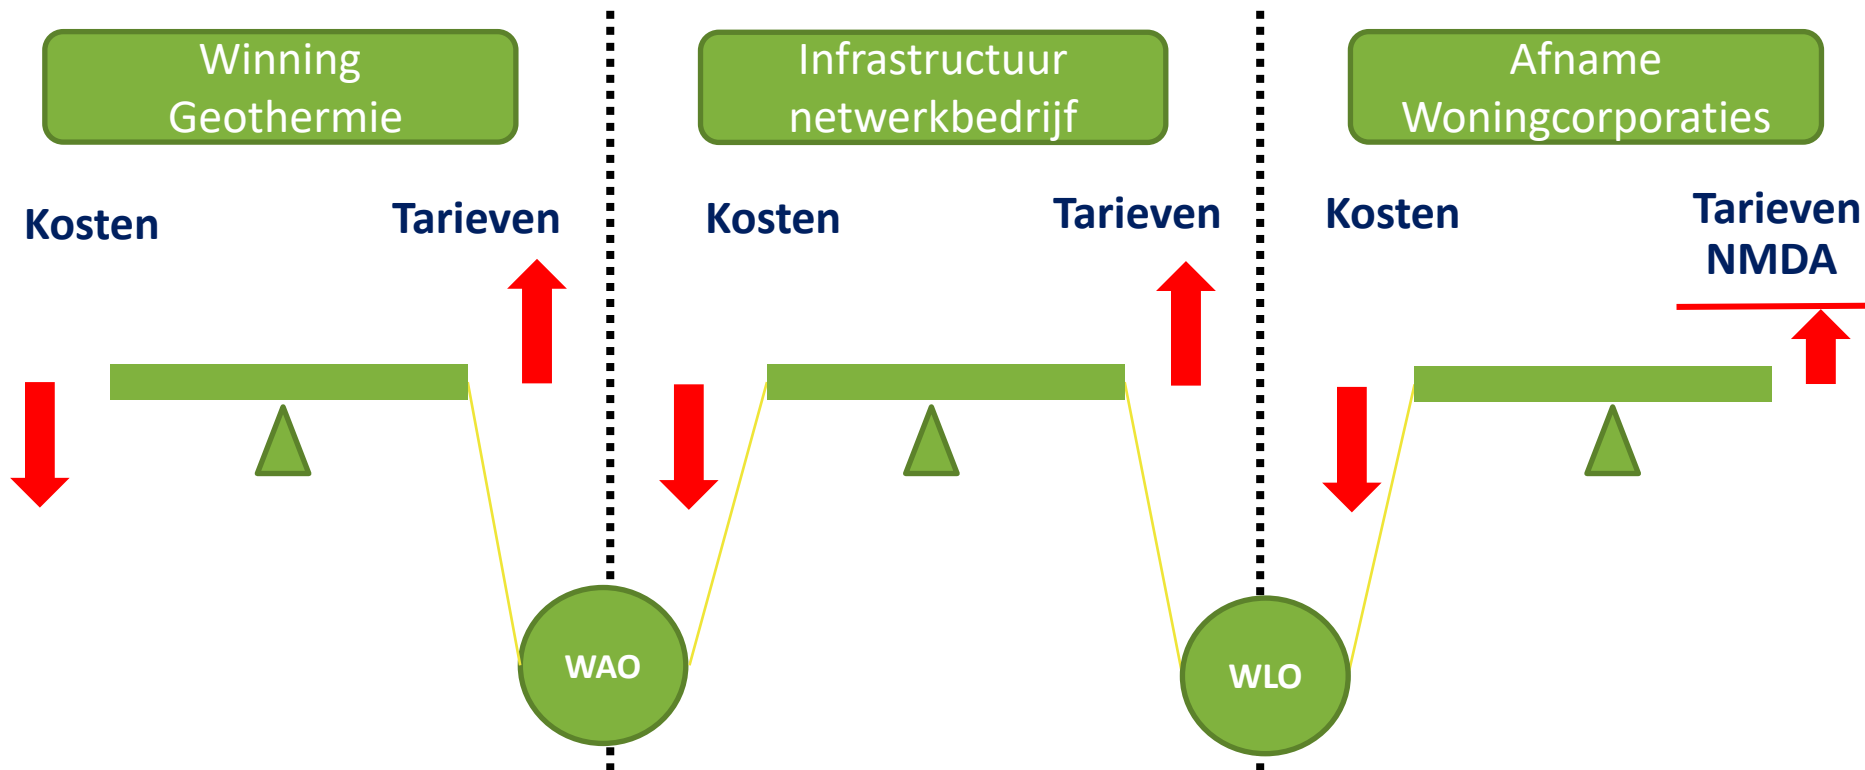 Winning
Geothermie
Infrastructuur
netwerkbedrijf
Afname
Woningcorporaties
Kosten
Tarieven
Kosten
Tarieven
Kosten
Tarieven
NMDA
WAO
WLO